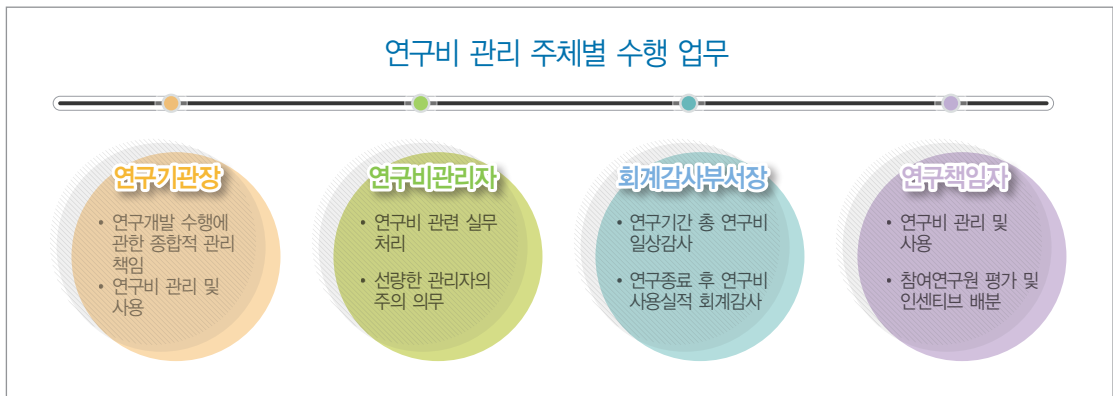 연구비 관리 주체별 수행 업무
연구기관장
• 연구개발 수행에
관한 종합적 관리
책임
• 연구비 관리 및
사용
연구비관리자
• 연구비 관련 실무
처리
• 선량한 관리자의
주의 의무
회계감사부서장
• 연구기간 총 연구비
일상감사
• 연구종료 후 연구비
사용실적 회계감사
연구책임자
• 연구비 관리 및
사용
• 참여연구원 평가 및
인센티브 배분